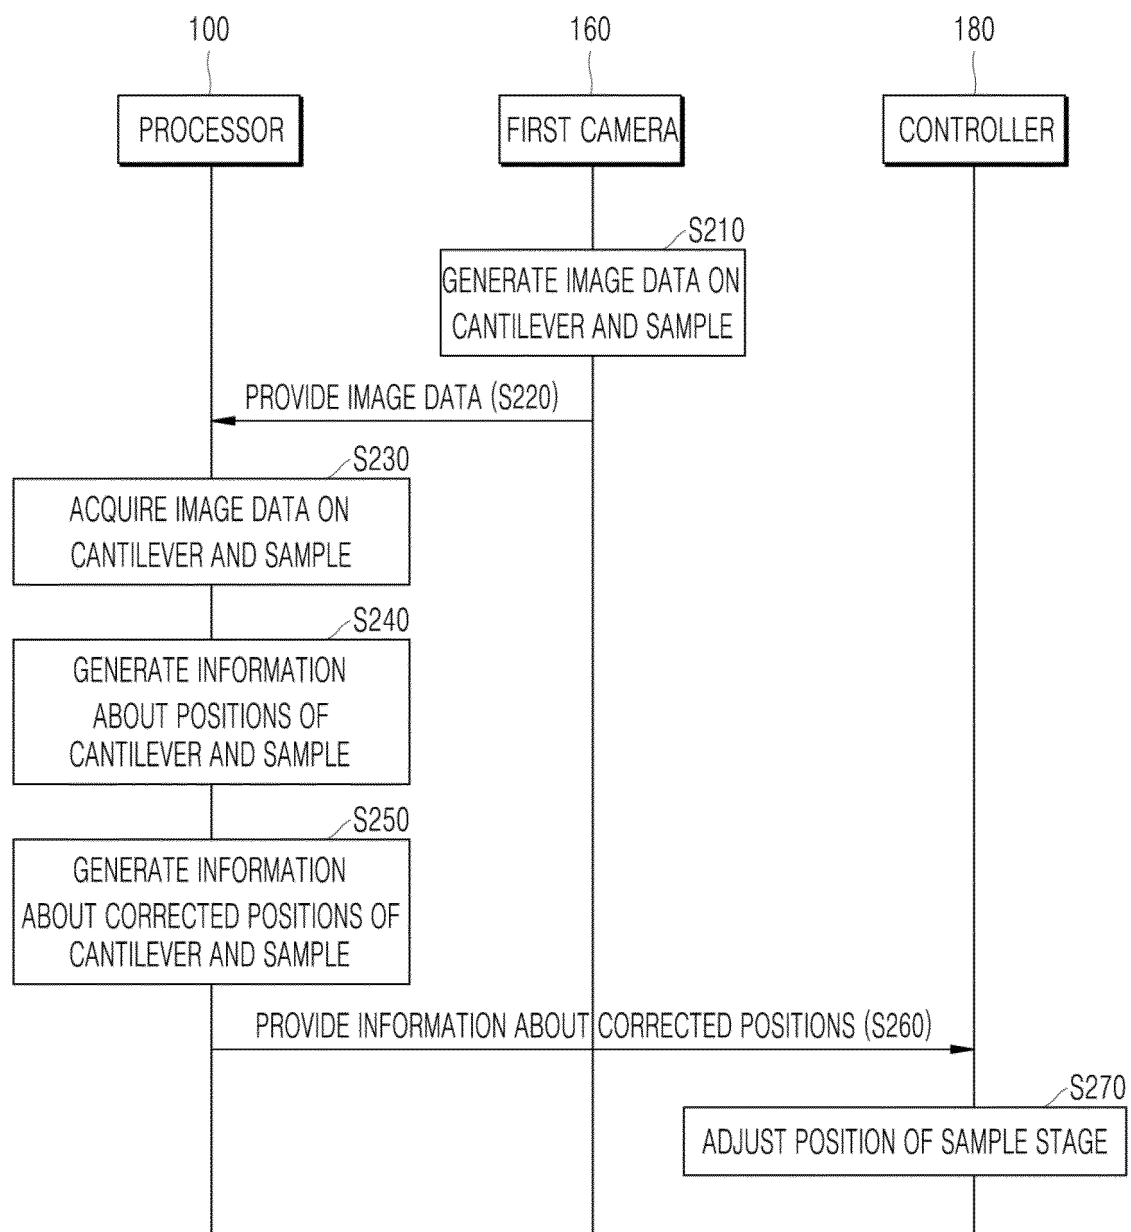 100
160
180
PROCESSOR
FIRST CAMERA
CONTROLLER
S210
GENERATE IMAGE DATA ON
CANTILEVER AND SAMPLE
PROVIDE IMAGE DATA (S220)
S230
ACQUIRE IMAGE DATA ON
CANTILEVER AND SAMPLE
S240
GENERATE INFORMATION
ABOUT POSITIONS OF
CANTILEVER AND SAMPLE
S250
GENERATE INFORMATION
ABOUT CORRECTED POSITIONS OF
CANTILEVER AND SAMPLE
PROVIDE INFORMATION ABOUT CORRECTED POSITIONS (S260)
S270
ADJUST POSITION OF SAMPLE STAGE